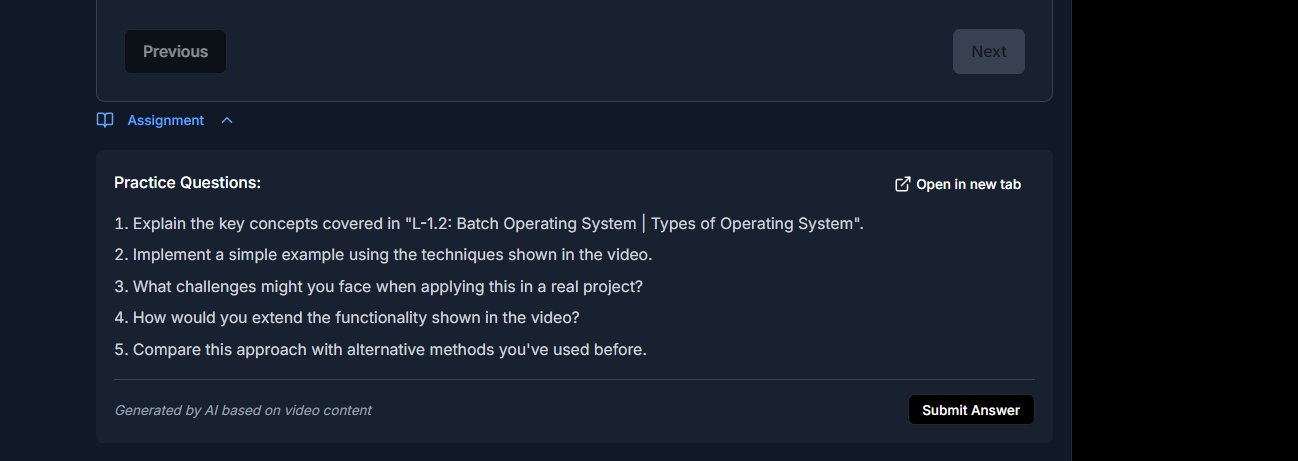 Previous
Next
Assignment
Practice Questions:
Open in new tab
1. Explain the key concepts covered in "L-1.2: Batch Operating System | Types of Operating System".
2. Implement a simple example using the techniques shown in the video.
3. What challenges might you face when applying this in a real project?
4. How would you extend the functionality shown in the video?
5. Compare this approach with alternative methods you've used before.
Generated by AI based on video content
Submit Answer